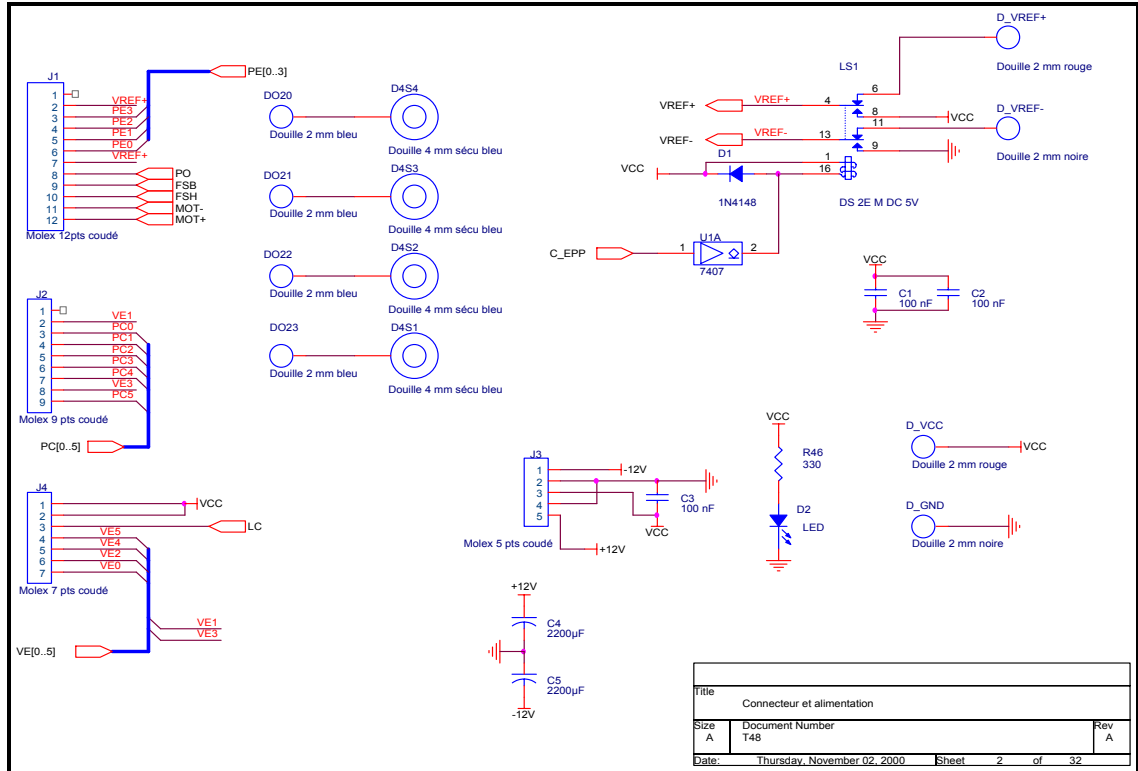 J1
1
2
3
4
5
6
7
8
9
10
11
12
VREF+
PE3
PE2
PE1
PE0
VREF+
PE[0..3]
PO
FSB
FSH
MOT-
MOT+
Molex 12pts coudé
J2
1
2
3
4
5
6
7
8
9
VE1
PC0
PC1
PC2
PC3
PC4
VE3
PC5
Molex 9 pts coudé
PC[0..5]
J4
1
2
3
4
5
6
7
VCC
LC
VE5
VE4
VE2
VE0
Molex 7 pts coudé
VE1
VE3
VE[0..5]
DO20
Douille 2 mm bleu
D4S4
Douille 4 mm sécu bleu
DO21
Douille 2 mm bleu
D4S3
Douille 4 mm sécu bleu
DO22
Douille 2 mm bleu
D4S2
Douille 4 mm sécu bleu
DO23
Douille 2 mm bleu
D4S1
Douille 4 mm sécu bleu
D_VREF+
Douille 2 mm rouge
LS1
6
VREF+
VREF+
4
8
VCC
11
D_VREF-
Douille 2 mm noire
VREF-
VREF-
13
9
D1
VCC
1
16
1N4148
DS 2E M DC 5V
C_EPP
1
U1A
2
7407
VCC
C1
100 nF
C2
100 nF
J3
1
2
3
4
5
-12V
C3
100 nF
VCC
+12V
Molex 5 pts coudé
VCC
R46
330
D2
LED
D_VCC
VCC
Douille 2 mm rouge
D_GND
Douille 2 mm noire
+12V
C4
2200µF
C5
2200µF
-12V
Title
Connecteur et alimentation
Size
A
Document Number
T48
Rev
A
Date:
Thursday, November 02, 2000
Sheet
2 of 32